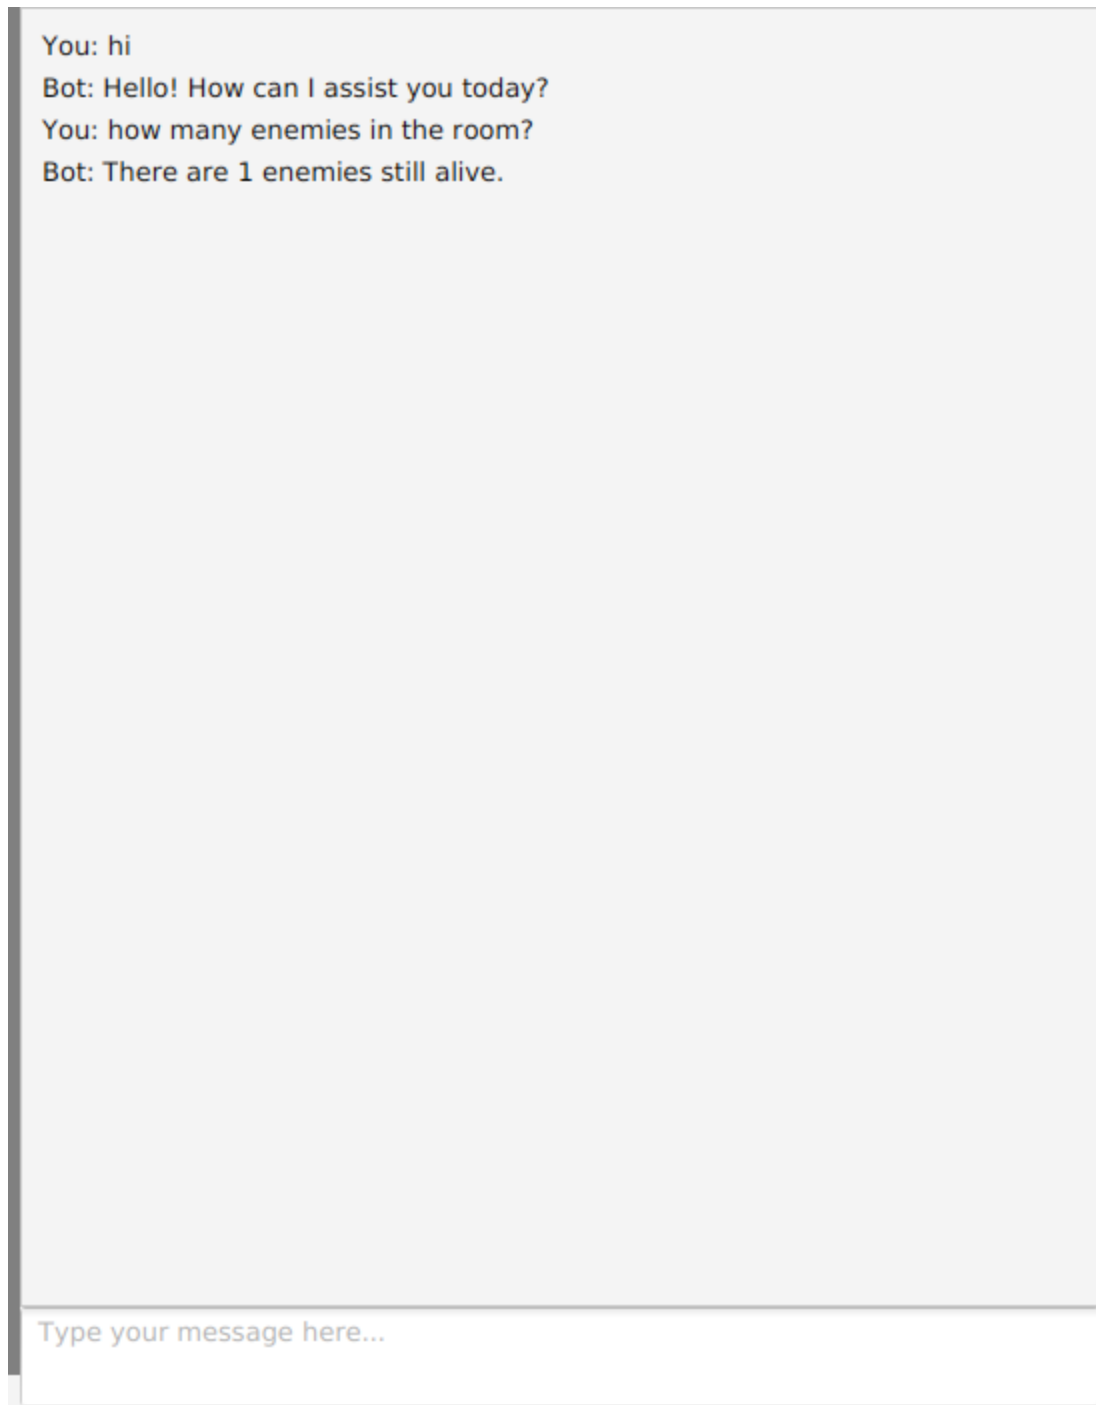 You: hi
Bot: Hello! How can I assist you today?
You: how many enemies in the room?
Bot: There are 1 enemies still alive.
Type your message here...